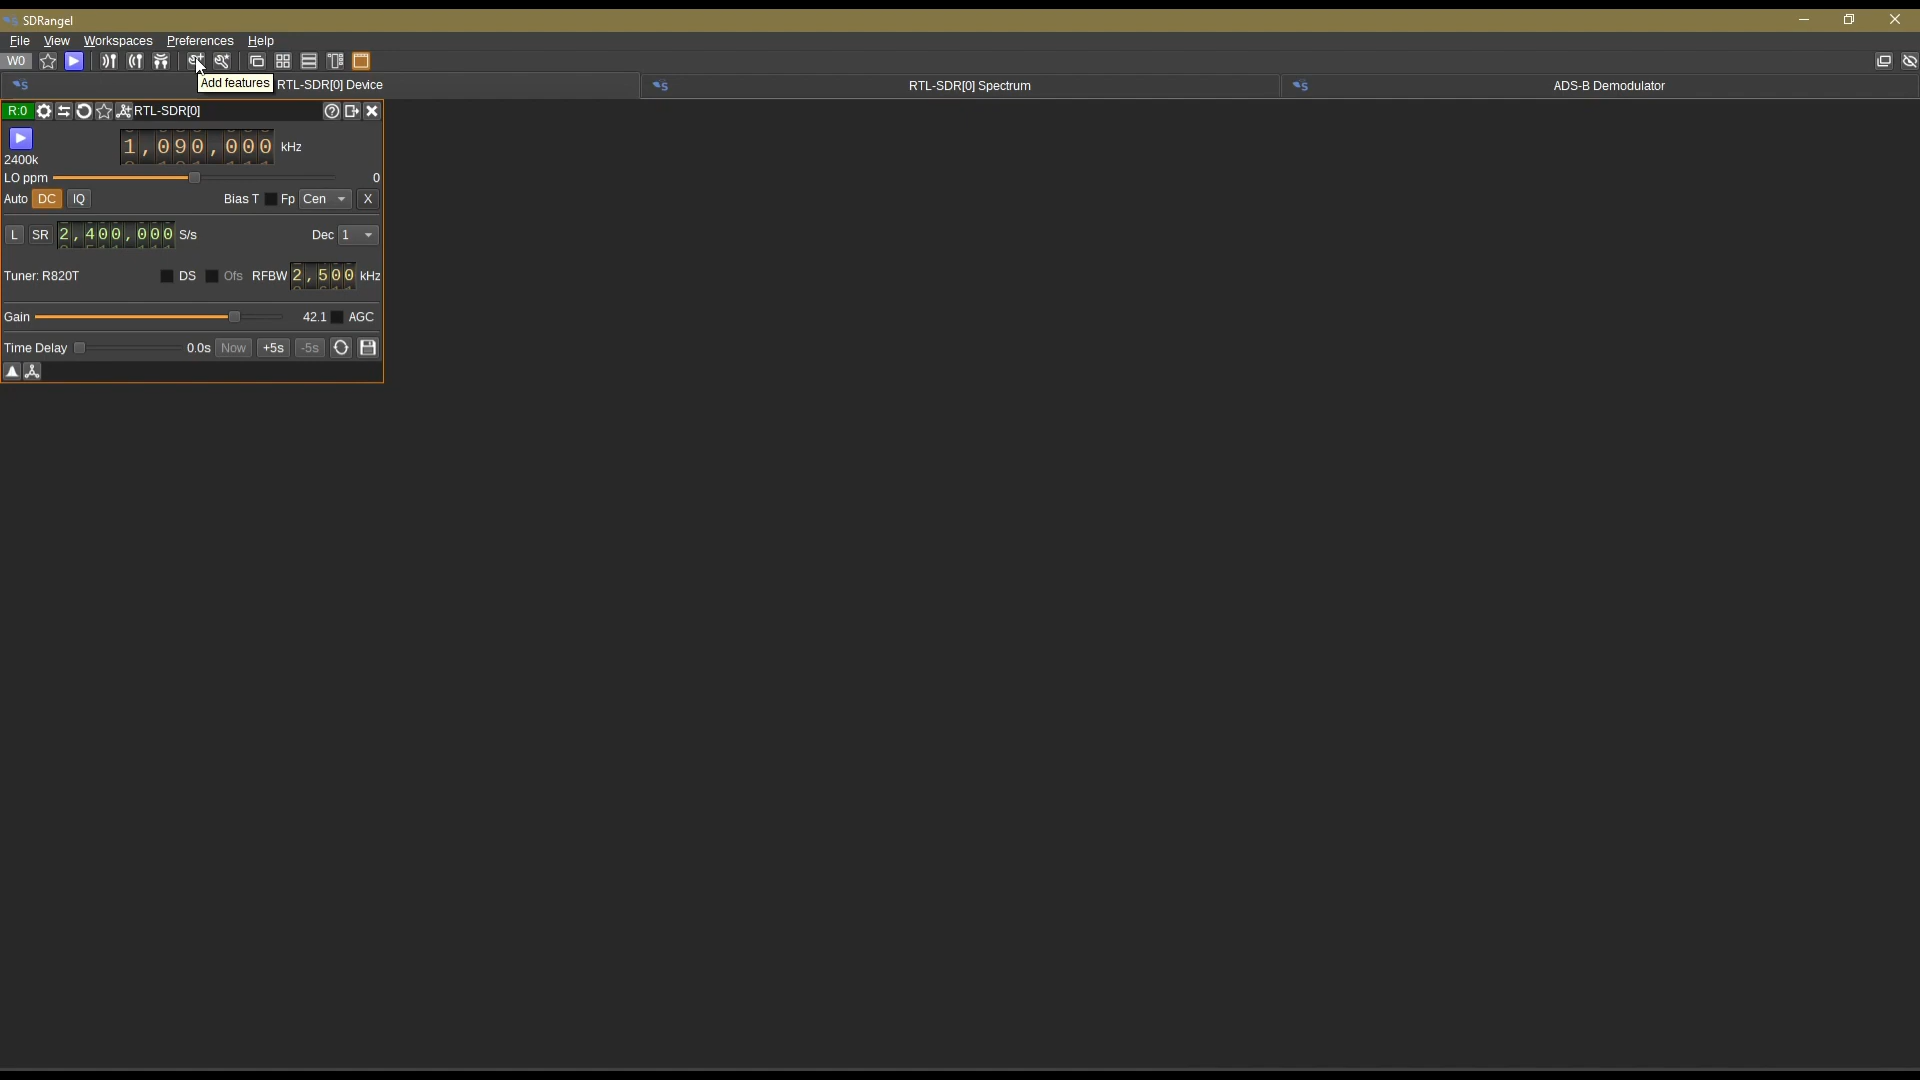 SDRangel
File View Workspaces Preferences Help
W0
Add features
RTL-SDR[0] Device
RTL-SDR[0] Spectrum
ADS-B Demodulator
R:0 RTL-SDR[0]
1,090,000 kHz
2400k
LO ppm 0
Auto DC IQ Bias T Fp Cen X
L SR 2,400,000 S/s Dec 1
Tuner: R820T DS Ofs RFBW 2,500 kHz
Gain 42.1 AGC
Time Delay 0.0s Now +5s -5s